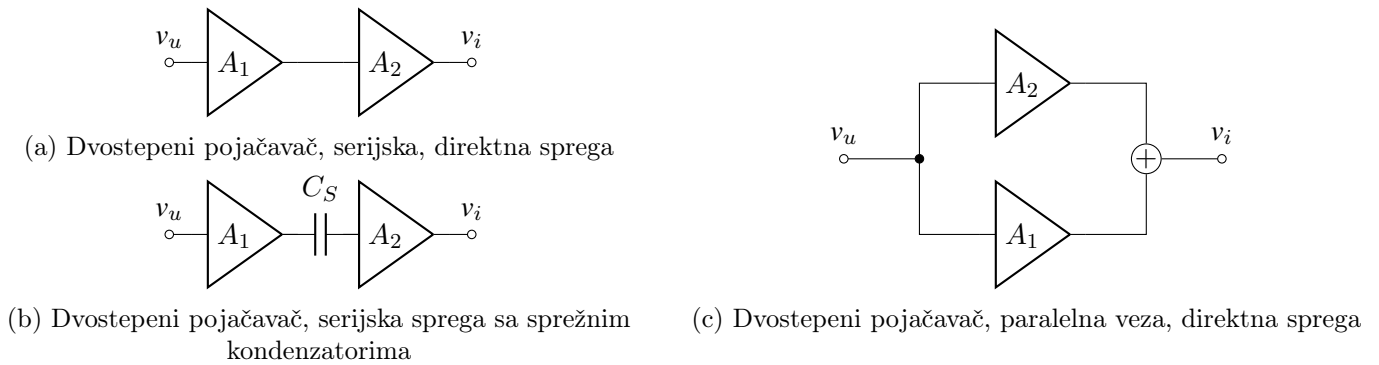 v_u
A_1
A_2
v_i
(a) Dvostepeni pojačavač, serijska, direktna sprega
v_u
A_1
C_S
A_2
v_i
(b) Dvostepeni pojačavač, serijska sprega sa sprežnim
kondenzatorima
v_u
A_2
A_1
+
v_i
(c) Dvostepeni pojačavač, paralelna veza, direktna sprega